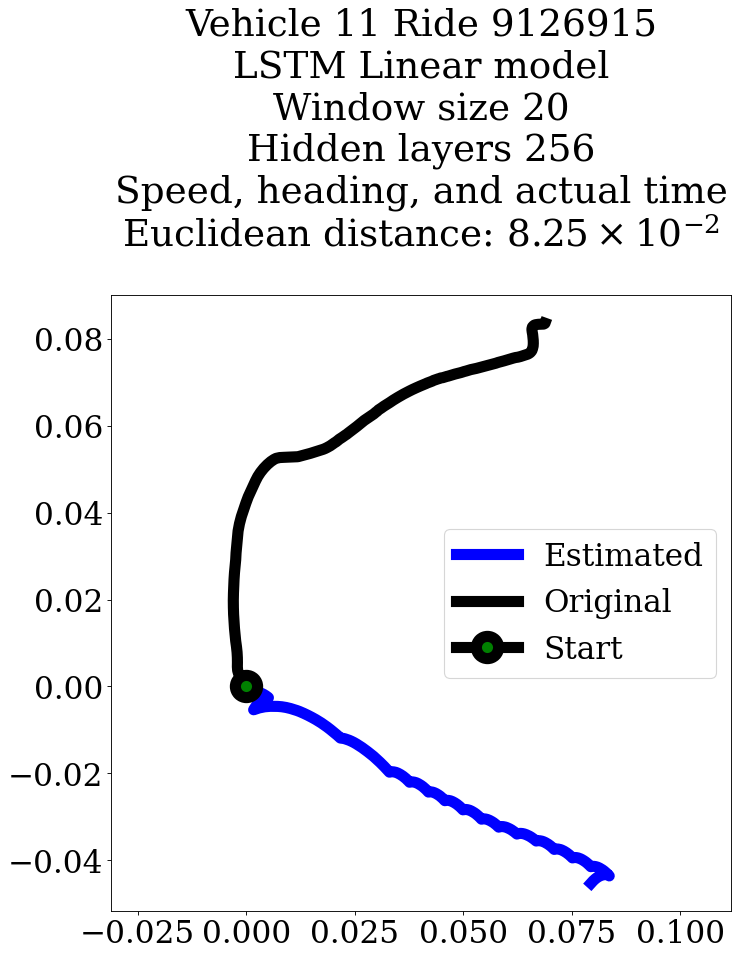 Vehicle 11 Ride 9126915
LSTM Linear model
Window size 20
Hidden layers 256
Speed, heading, and actual time
Euclidean distance: 8.25 × 10⁻²
0.08
0.06
0.04
0.02
0.00
−0.02
−0.04
Estimated
Original
Start
−0.025 0.000 0.025 0.050 0.075 0.100